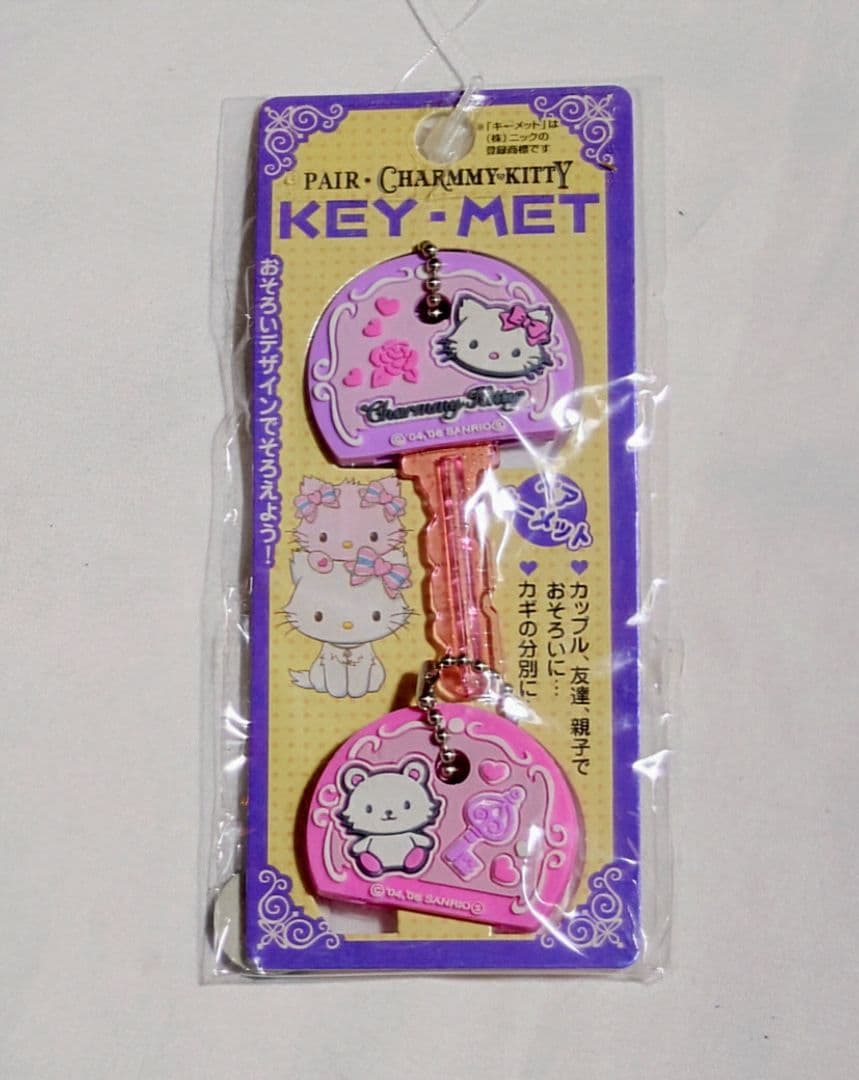 ※「キーメット」は
(株)ニックの
登録商標です
PAIR・CHARMMY♥KITTY
KEY-MET
おそろいデザインでそろえよう!
Charmmy Kitty
© '04, '06 SANRIO
ペア
キーメット
♥カップル、友達、親子で
おそろいに…
♥カギの分別に
© '04, '06 SANRIO